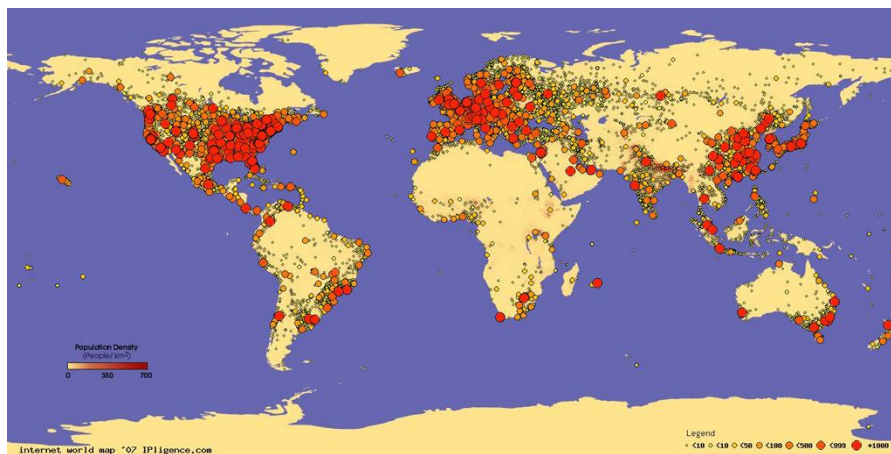 Population Density
(People/km²)
0 350 700
Legend
<10 <10 <50 <100 <500 <999 +1000
internet world map '07 IPligence.com